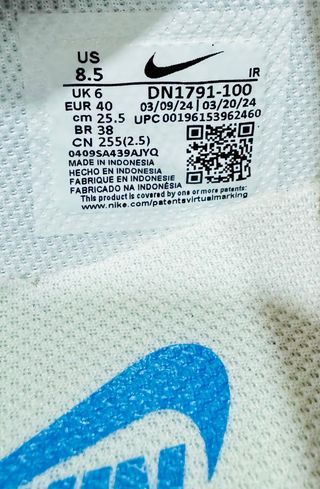 US
8.5
IR
UK 6
DN1791-100
EUR 40
03/09/24 | 03/20/24
cm 25.5
UPC 00196153962460
BR 38
CN 255(2.5)
0409SA439AJYQ
MADE IN INDONESIA
HECHO EN INDONESIA
FABRIQUE EN INDONESIE
FABRICADO NA INDONÉSIA
This product is covered by one or more patents:
www.nike.com/patentsvirtualmarking